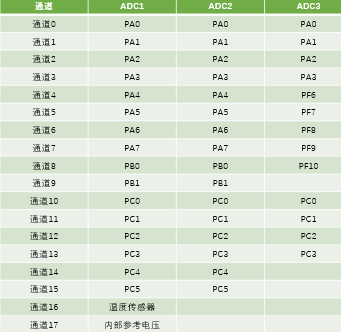 通道 ADC1 ADC2 ADC3
通道0 PA0 PA0 PA0
通道1 PA1 PA1 PA1
通道2 PA2 PA2 PA2
通道3 PA3 PA3 PA3
通道4 PA4 PA4 PF6
通道5 PA5 PA5 PF7
通道6 PA6 PA6 PF8
通道7 PA7 PA7 PF9
通道8 PB0 PB0 PF10
通道9 PB1 PB1
通道10 PC0 PC0 PC0
通道11 PC1 PC1 PC1
通道12 PC2 PC2 PC2
通道13 PC3 PC3 PC3
通道14 PC4 PC4
通道15 PC5 PC5
通道16 温度传感器
通道17 内部参考电压